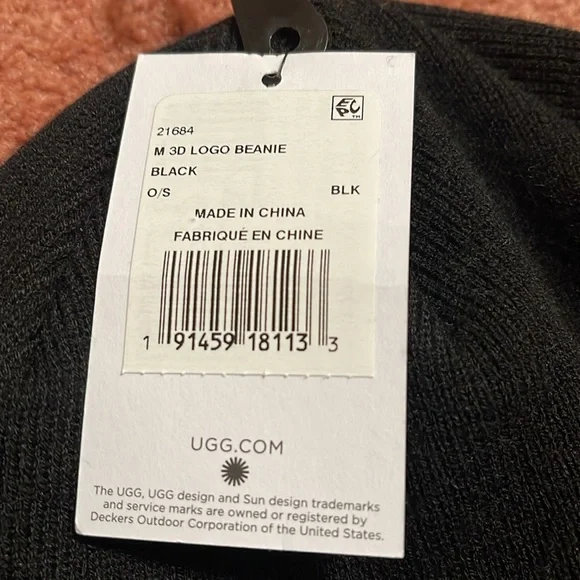 EPC™
21684
M 3D LOGO BEANIE
BLACK
O/S BLK
MADE IN CHINA
FABRIQUÉ EN CHINE
1 91459 18113 3
UGG.COM
The UGG, UGG design and Sun design trademarks
and service marks are owned or registered by
Deckers Outdoor Corporation of the United States.